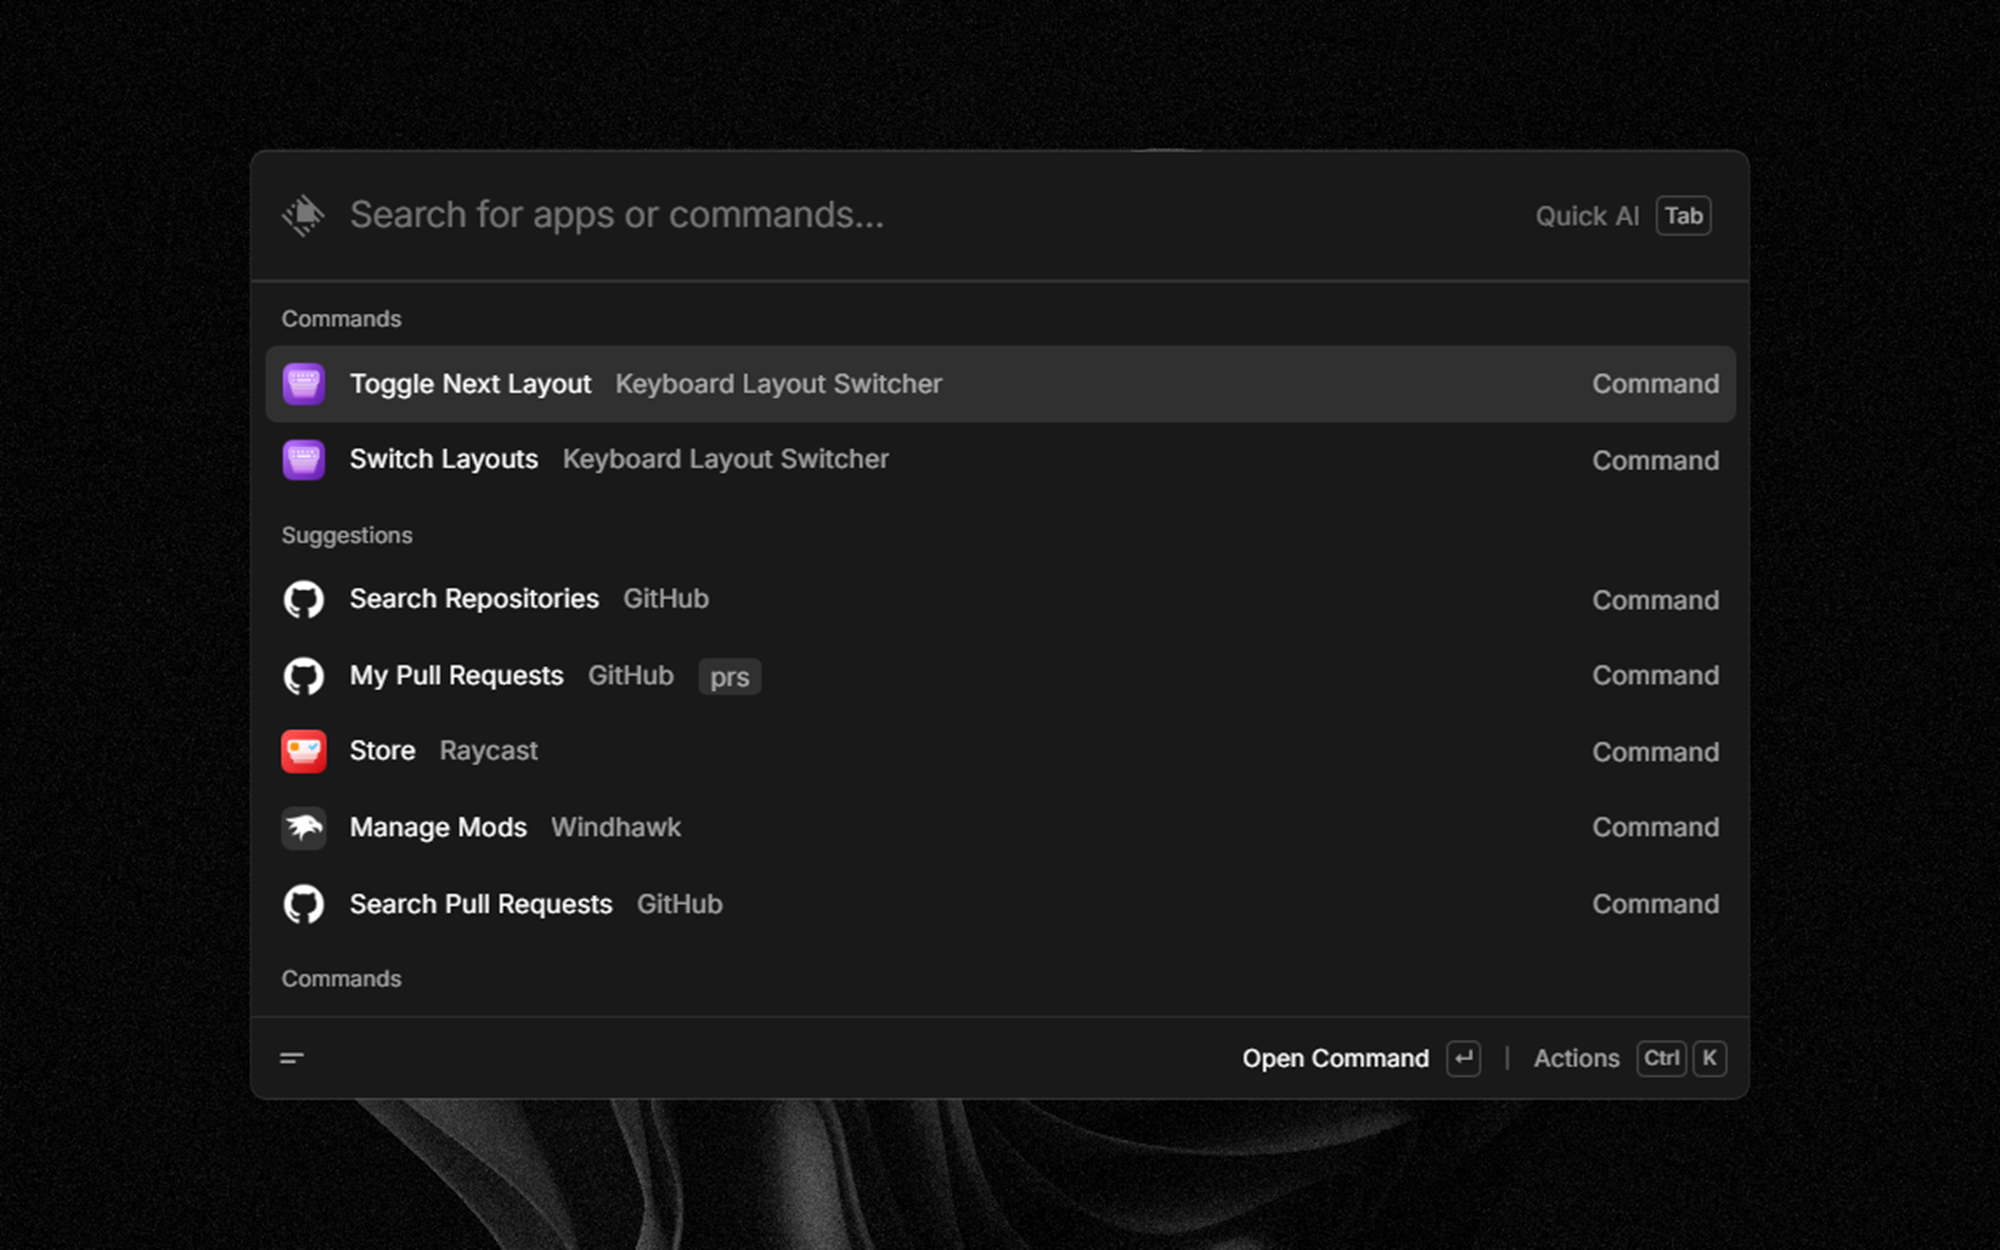 Search for apps or commands... Quick AI Tab
Commands
Toggle Next Layout Keyboard Layout Switcher Command
Switch Layouts Keyboard Layout Switcher Command
Suggestions
Search Repositories GitHub Command
My Pull Requests GitHub prs Command
Store Raycast Command
Manage Mods Windhawk Command
Search Pull Requests GitHub Command
Commands
Open Command ↵ | Actions Ctrl K